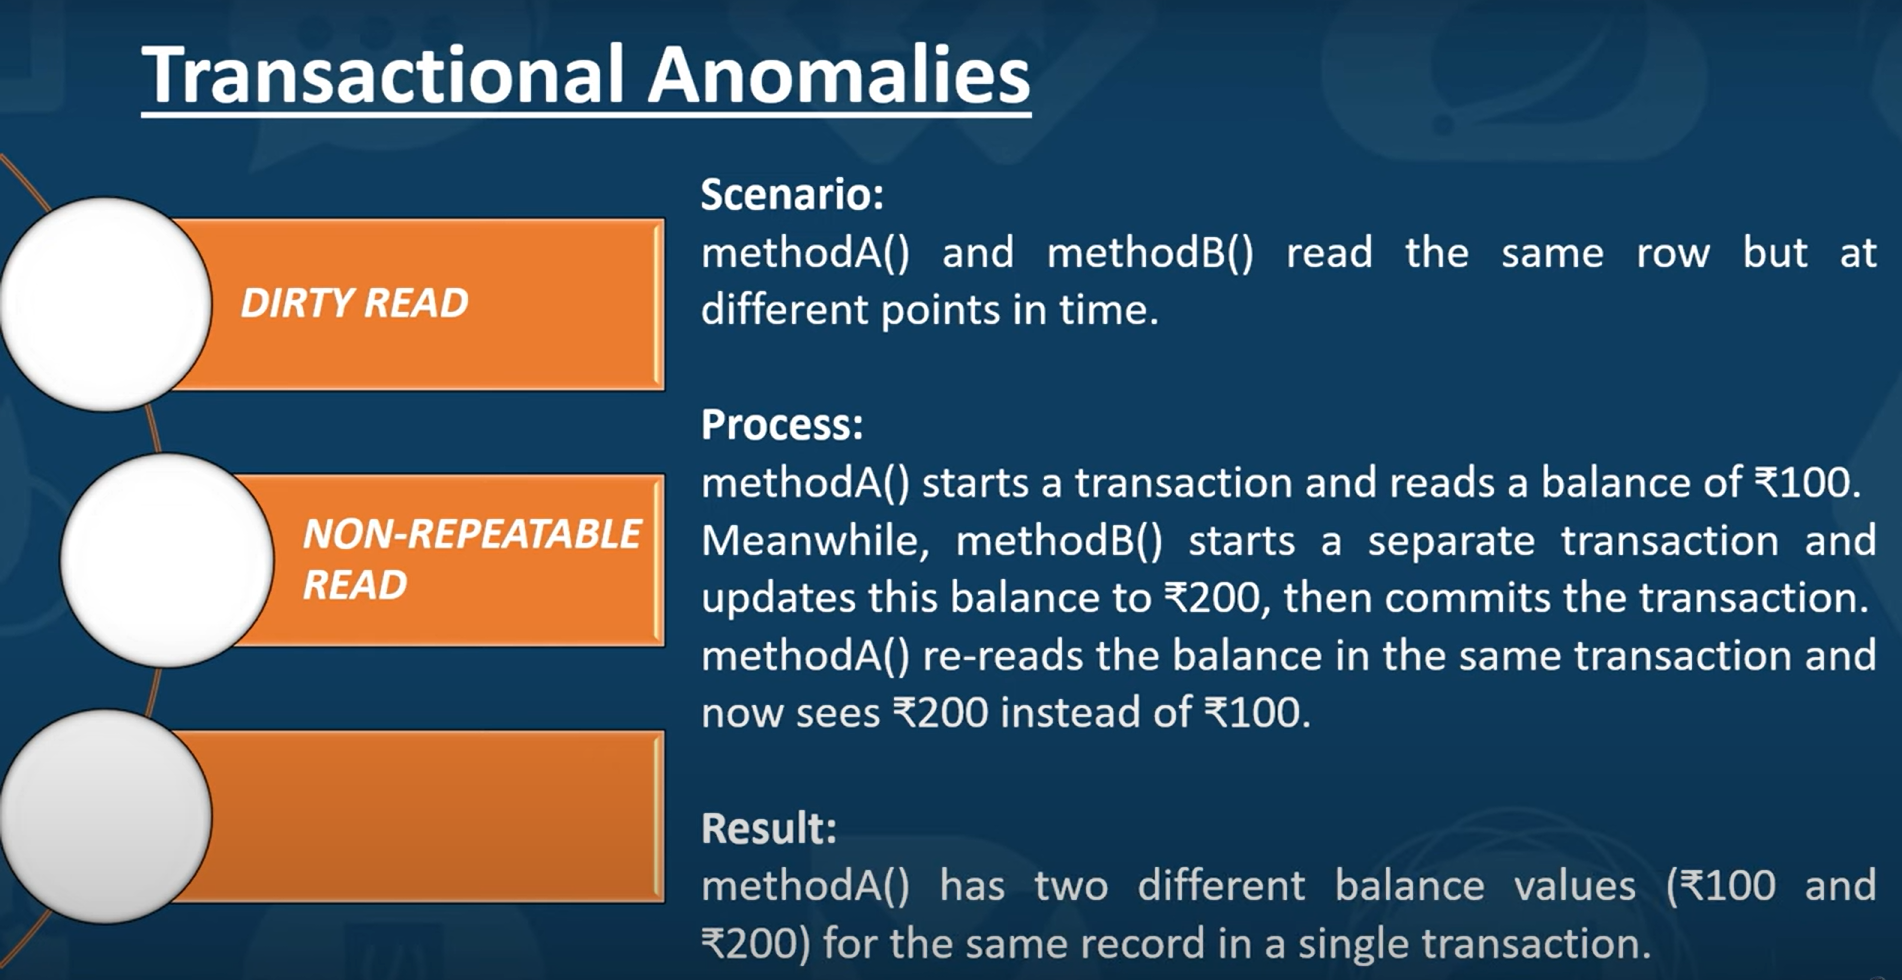 Transactional Anomalies
DIRTY READ
NON-REPEATABLE
READ
Scenario:
methodA() and methodB() read the same row but at
different points in time.
Process:
methodA() starts a transaction and reads a balance of ₹100.
Meanwhile, methodB() starts a separate transaction and
updates this balance to ₹200, then commits the transaction.
methodA() re-reads the balance in the same transaction and
now sees ₹200 instead of ₹100.
Result:
methodA() has two different balance values (₹100 and
₹200) for the same record in a single transaction.